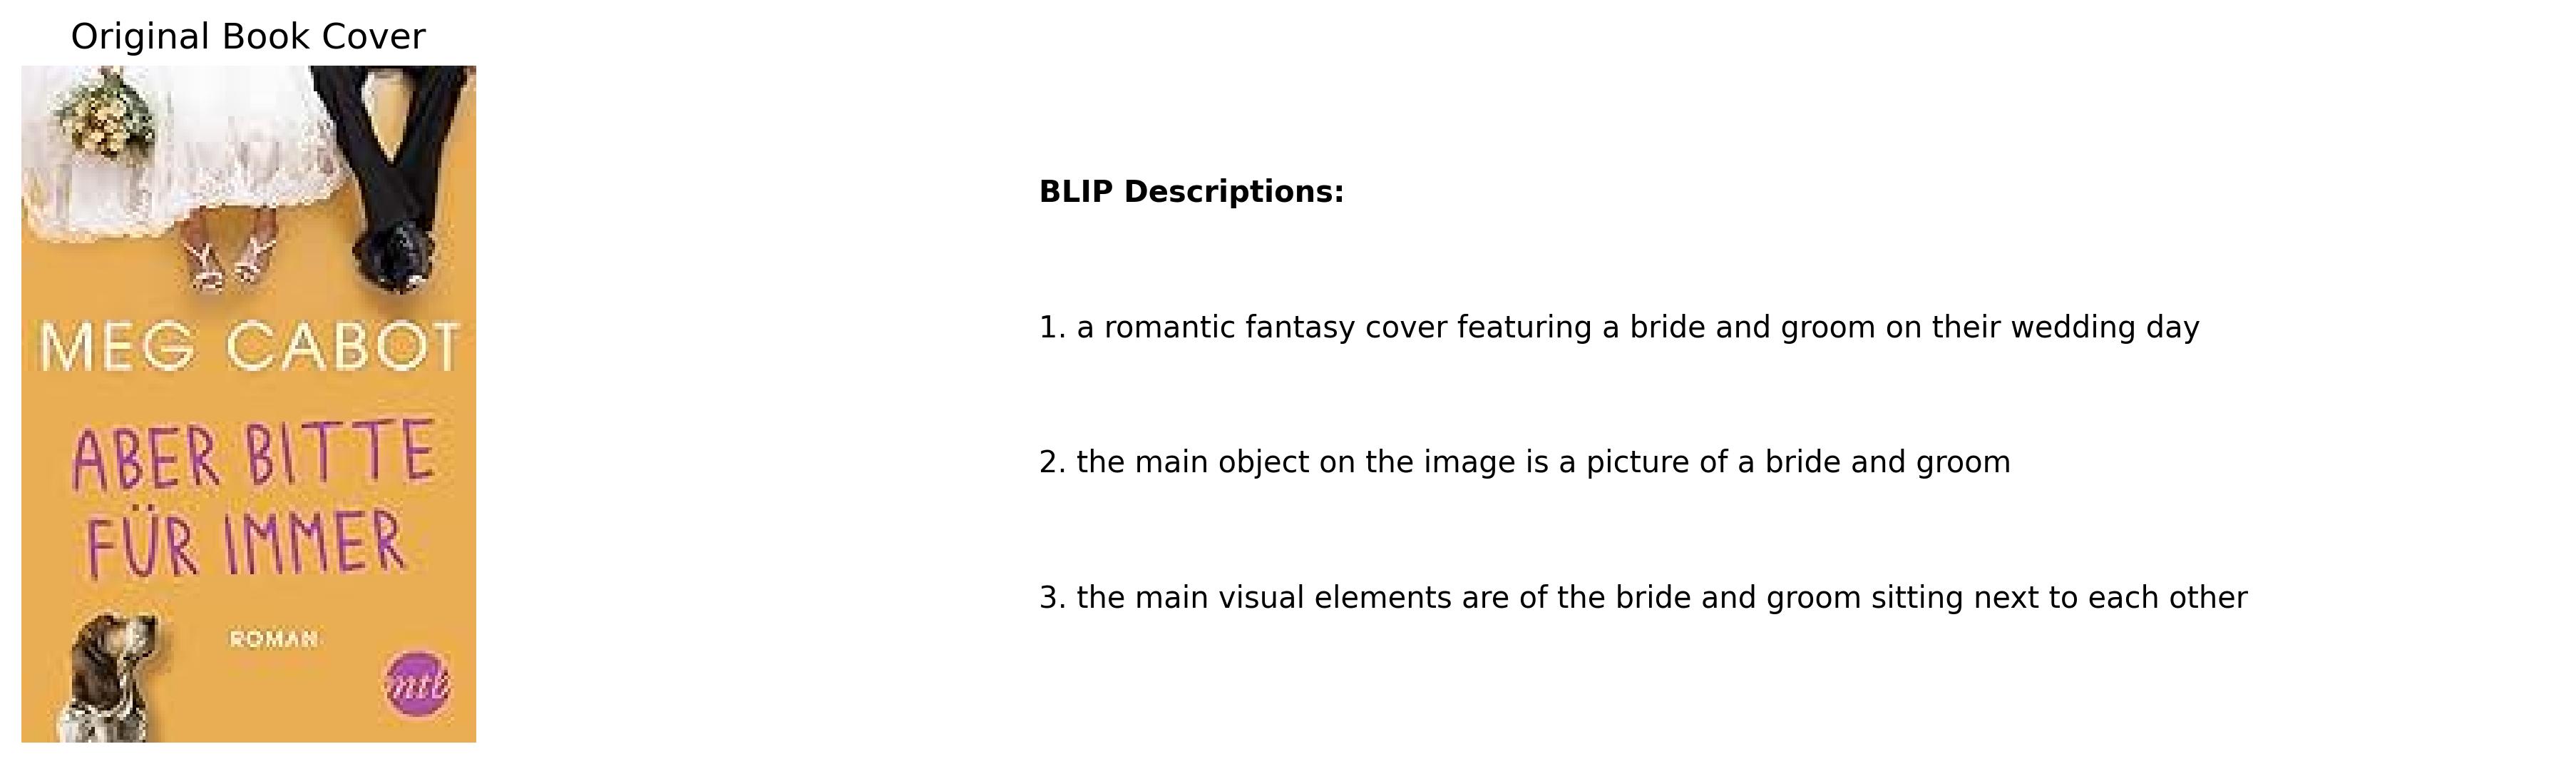 Original Book Cover
MEG CABOT
ABER BITTE
FÜR IMMER
ROMAN
mtb
BLIP Descriptions:
1. a romantic fantasy cover featuring a bride and groom on their wedding day
2. the main object on the image is a picture of a bride and groom
3. the main visual elements are of the bride and groom sitting next to each other